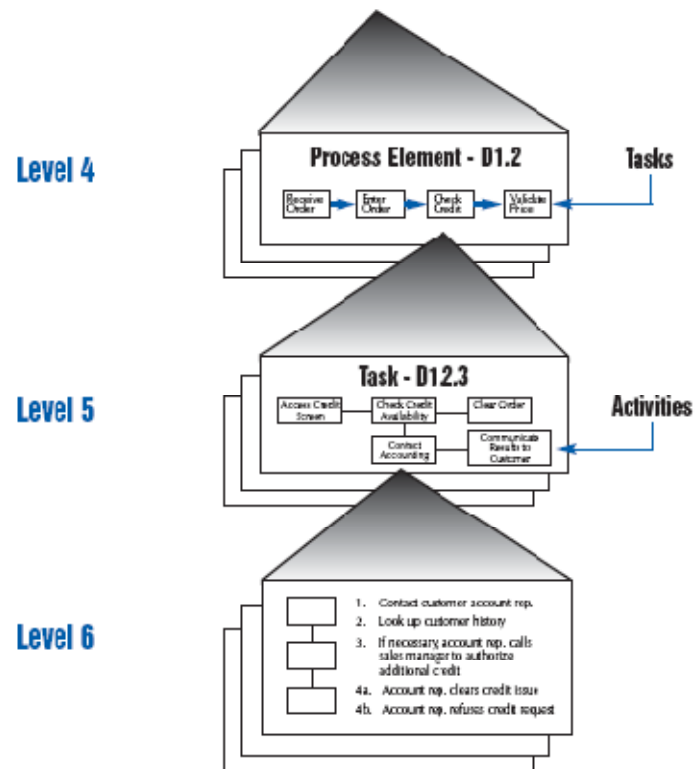 Level 4
Process Element - D1.2
Tasks
Receive
Order
Enter
Order
Check
Credit
Validate
Price
Level 5
Task - D12.3
Activities
Access Credit
Screen
Check Credit
Availability
Clear Order
Contact
Accounting
Communicate
Results to
Customer
Level 6
1. Contact customer account rep.
2. Look up customer history
3. If necessary, account rep. calls
sales manager to authorize
additional credit
4a. Account rep. clears credit issue
4b. Account rep. refuses credit request